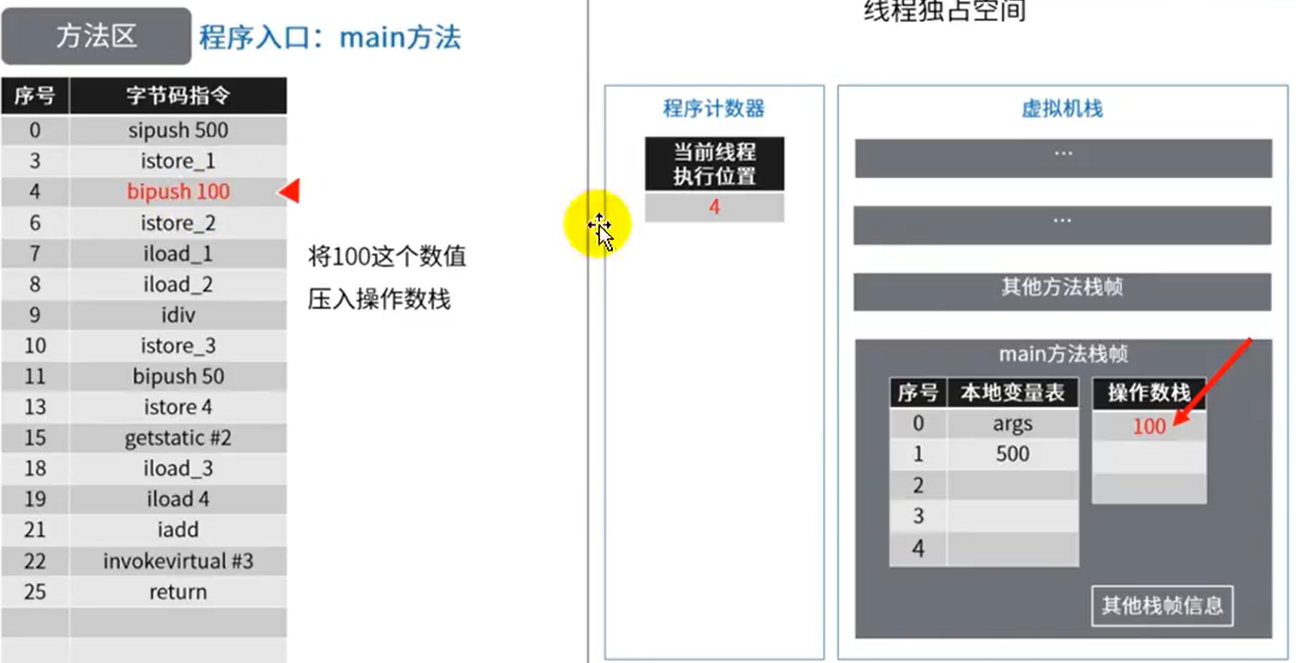 方法区
程序入口：main方法
序号 字节码指令
0 sipush 500
3 istore_1
4 bipush 100
6 istore_2
7 iload_1
8 iload_2
9 idiv
10 istore_3
11 bipush 50
13 istore 4
15 getstatic #2
18 iload_3
19 iload 4
21 iadd
22 invokevirtual #3
25 return
将100这个数值
压入操作数栈
线程独占空间
程序计数器
当前线程
执行位置
4
虚拟机栈
...
...
其他方法栈帧
main方法栈帧
序号 本地变量表
0 args
1 500
2
3
4
操作数栈
100
其他栈帧信息